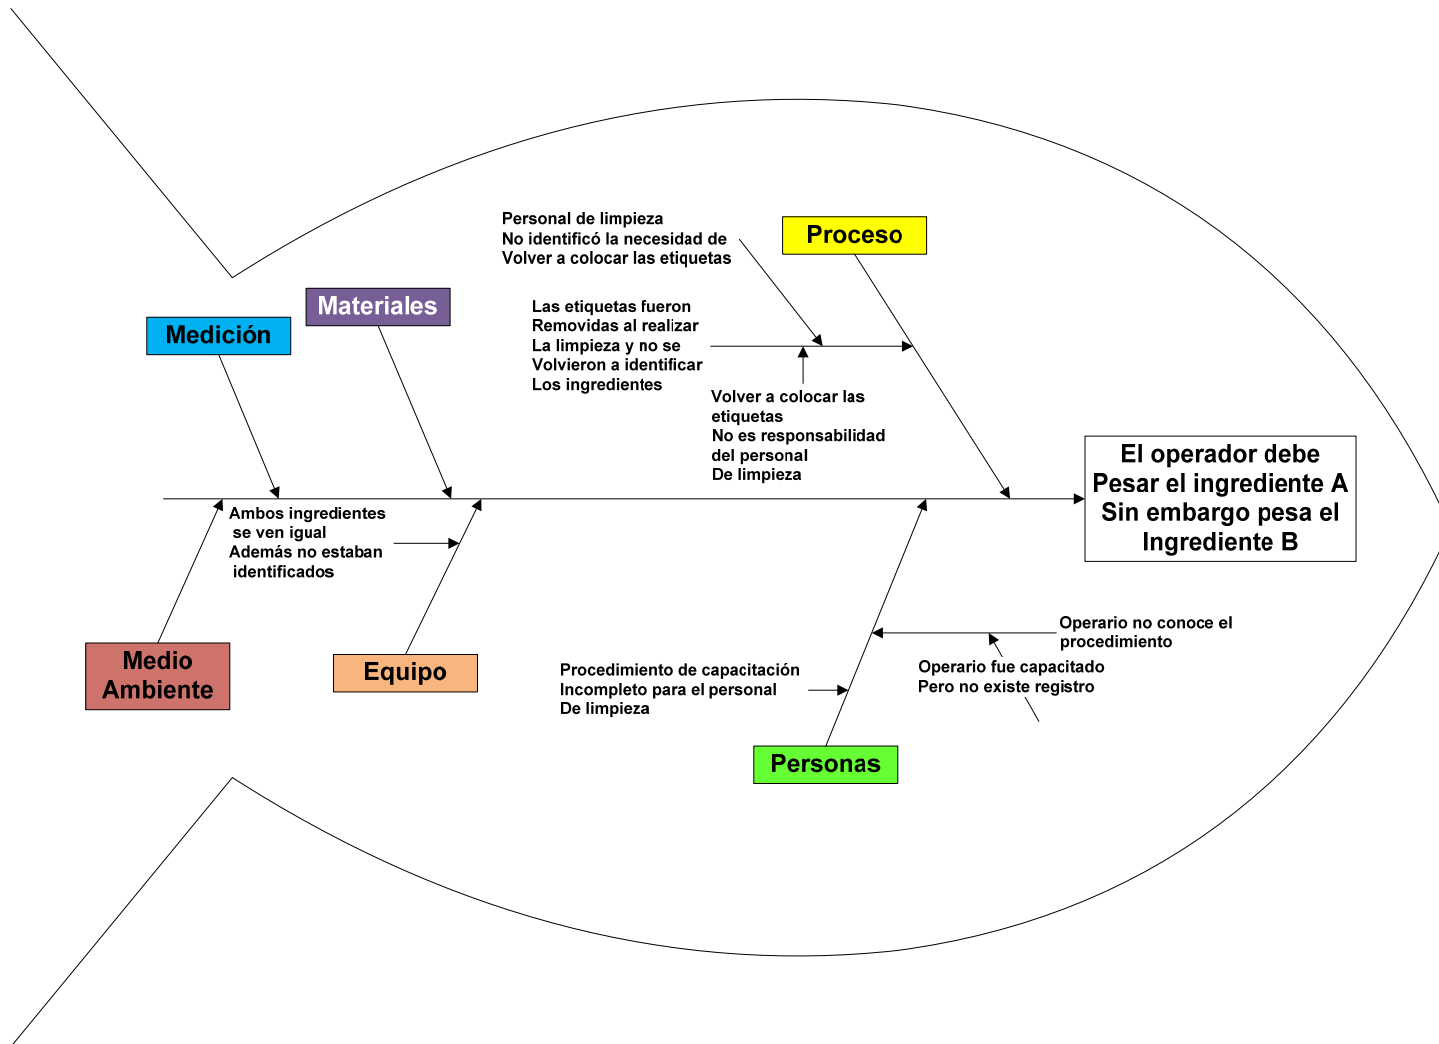 Personal de limpieza
No identificó la necesidad de
Volver a colocar las etiquetas
Proceso
Materiales
Medición
Las etiquetas fueron
Removidas al realizar
La limpieza y no se
Volvieron a identificar
Los ingredientes
Volver a colocar las
etiquetas
No es responsabilidad
del personal
De limpieza
El operador debe
Pesar el ingrediente A
Sin embargo pesa el
Ingrediente B
Ambos ingredientes
se ven igual
Además no estaban
identificados
Medio
Ambiente
Equipo
Procedimiento de capacitación
Incompleto para el personal
De limpieza
Operario no conoce el
procedimiento
Operario fue capacitado
Pero no existe registro
Personas